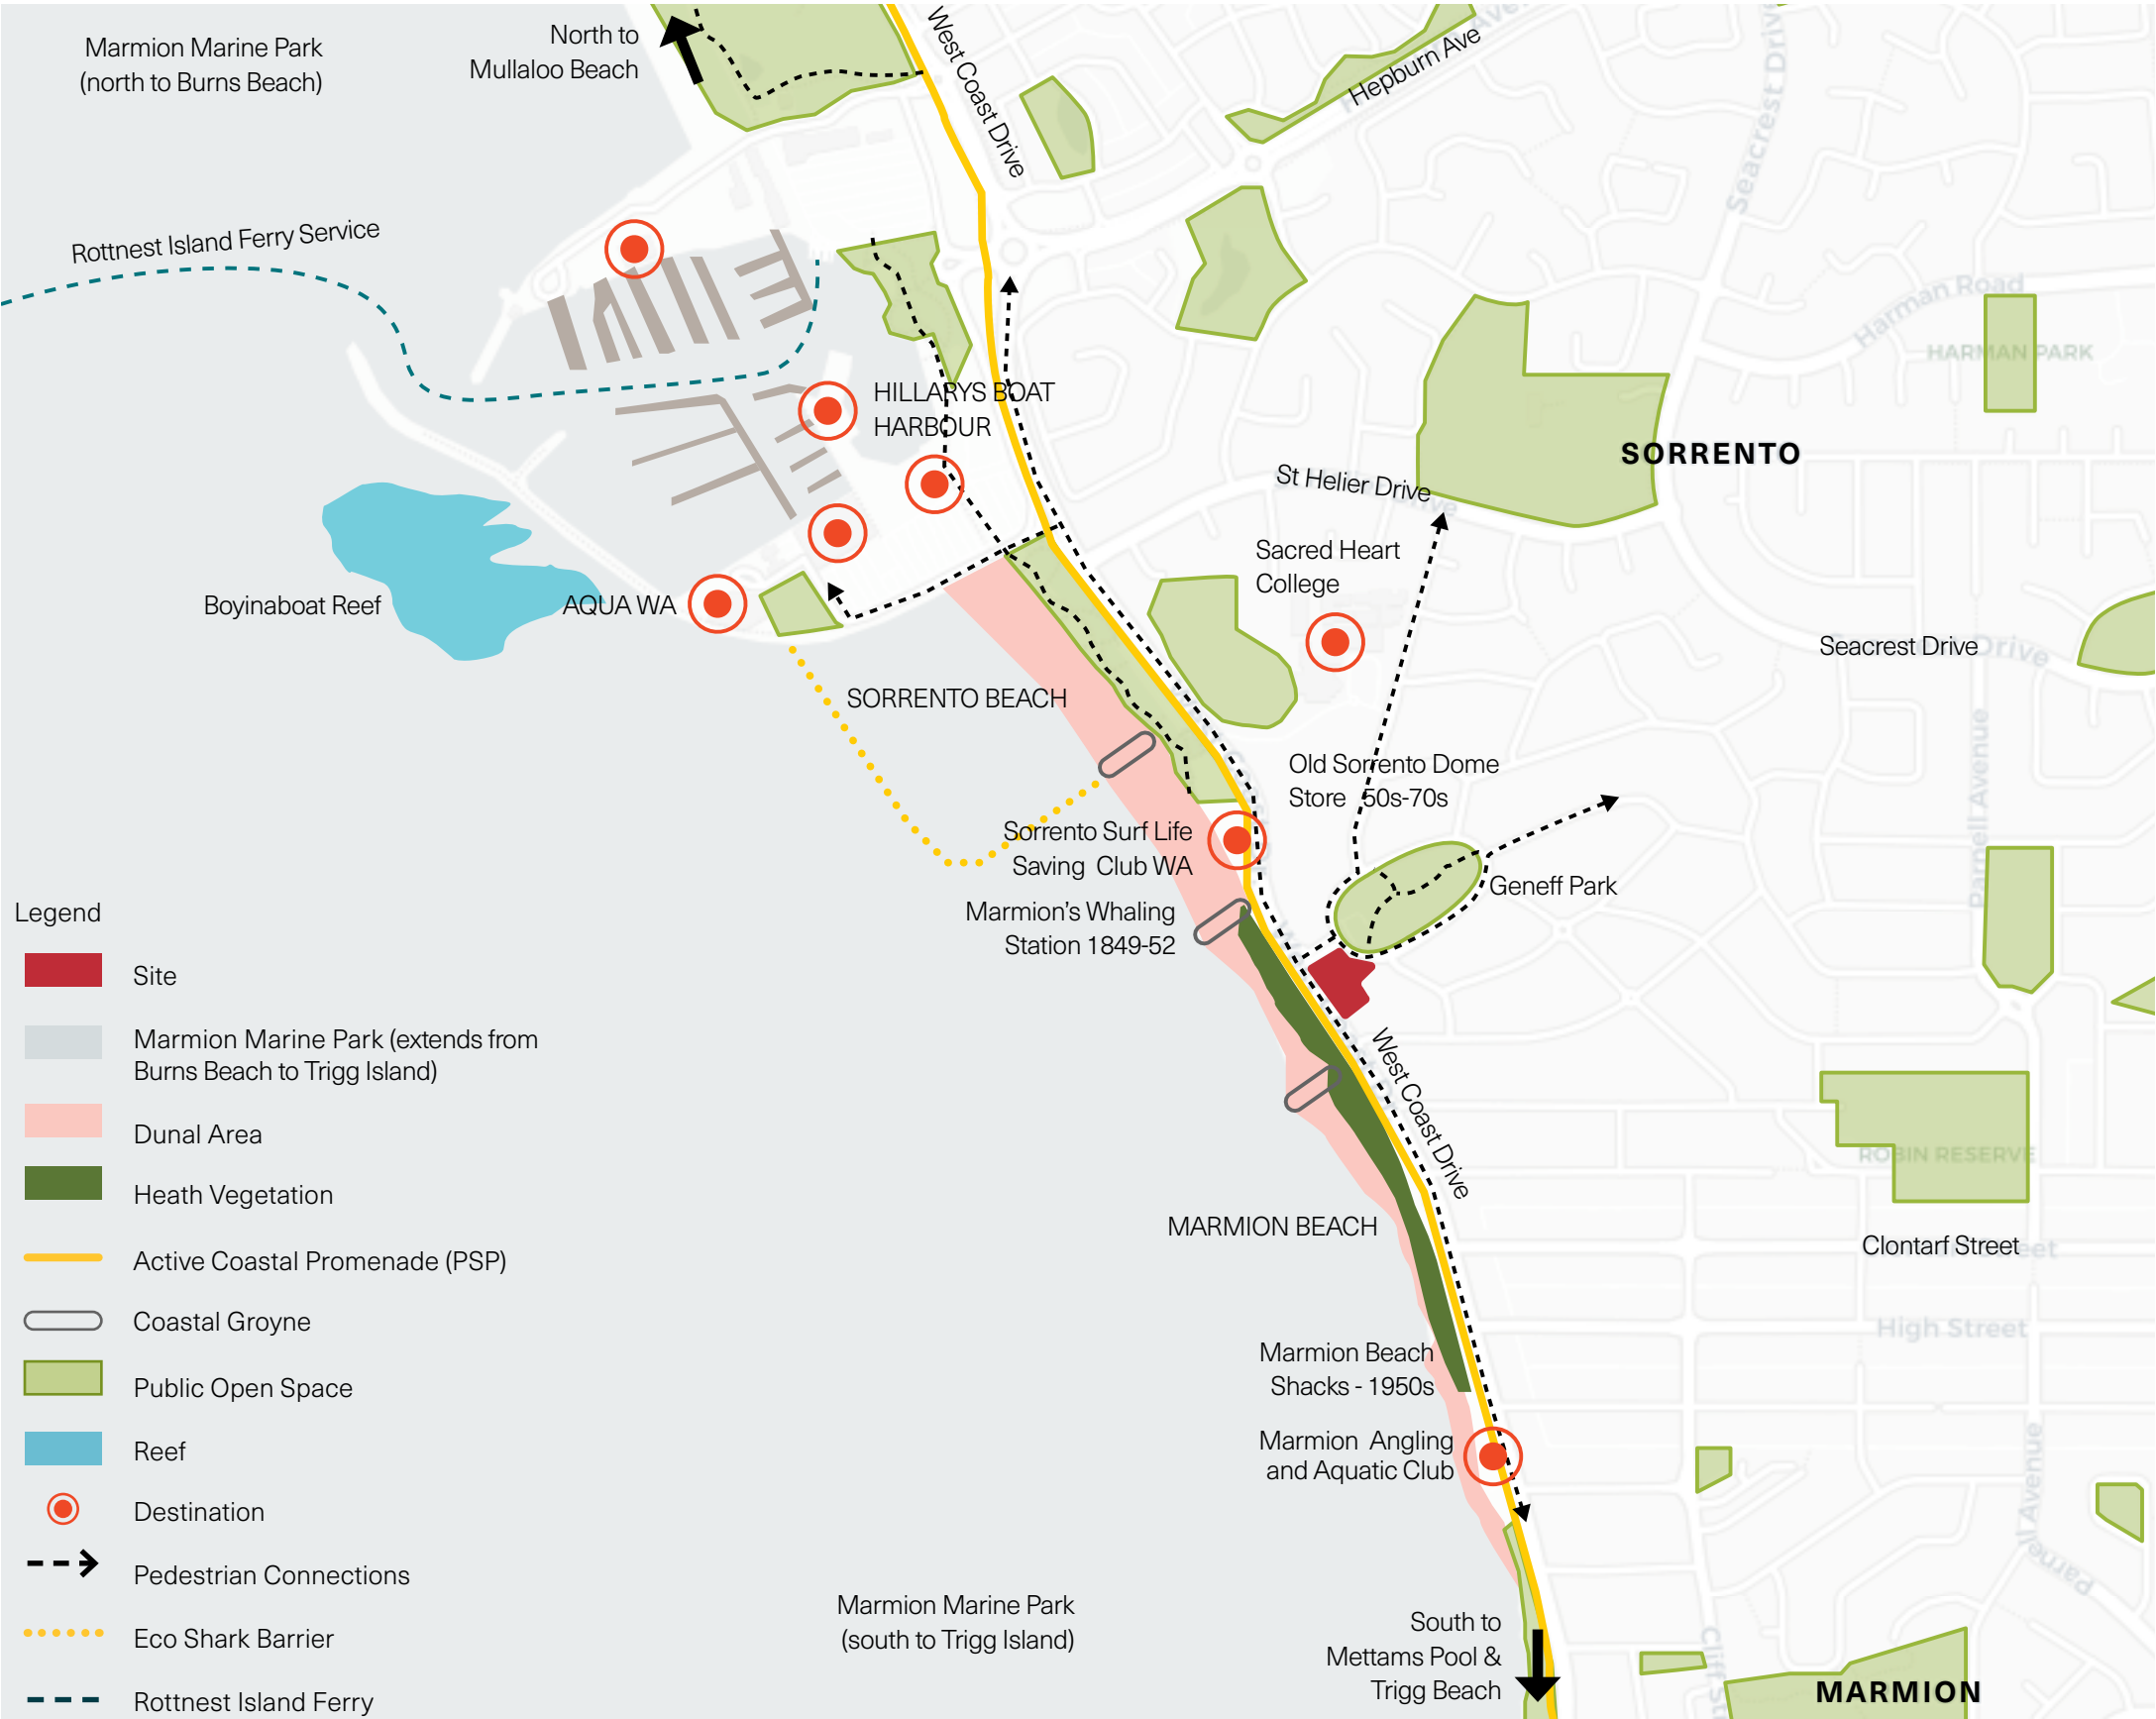 Marmion Marine Park
(north to Burns Beach)
North to
Mullaloo Beach
West Coast Drive
Hepburn Ave
Seacrest Drive
Rottnest Island Ferry Service
Harman Road
HARMAN PARK
HILLARYS BOAT
HARBOUR
SORRENTO
St Helier Drive
Sacred Heart
College
Boyinaboat Reef
AQUA WA
Seacrest Drive
Drive
SORRENTO BEACH
Parnell Avenue
Old Sorrento Dome
Store 50s-70s
Sorrento Surf Life
Saving Club WA
Geneff Park
Marmion's Whaling
Station 1849-52
West Coast Drive
ROBIN RESERVE
MARMION BEACH
Clontarf Street
Street
High Street
Marmion Beach
Shacks - 1950s
Marmion Angling
and Aquatic Club
Marmion Marine Park
(south to Trigg Island)
South to
Mettams Pool &
Trigg Beach
MARMION
Legend
Site
Marmion Marine Park (extends from
Burns Beach to Trigg Island)
Dunal Area
Heath Vegetation
Active Coastal Promenade (PSP)
Coastal Groyne
Public Open Space
Reef
Destination
Pedestrian Connections
Eco Shark Barrier
Rottnest Island Ferry